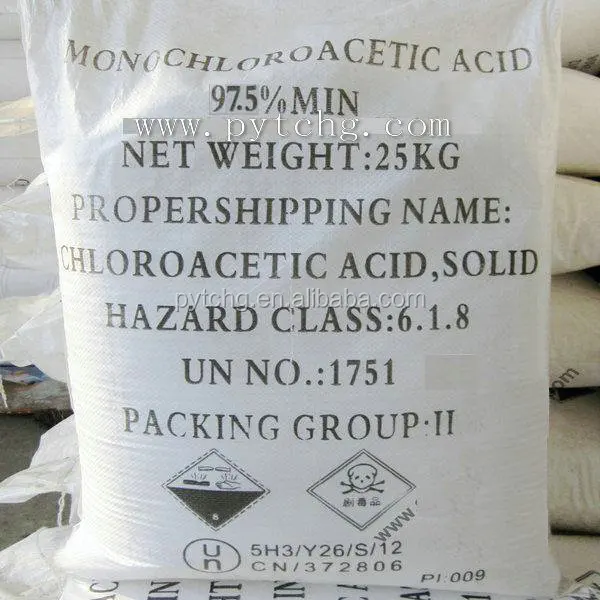 MONOCHLOROACETIC ACID
97.5%MIN
www.pytchg.com
NET WEIGHT:25KG
PROPERSHIPPING NAME:
CHLOROACETIC ACID,SOLID
pytchg.en.alibaba.com
HAZARD CLASS:6.1.8
UN NO.:1751
PACKING GROUP:II
8
剧毒品
un
5H3/Y26/S/12
CN/372806
PI:009